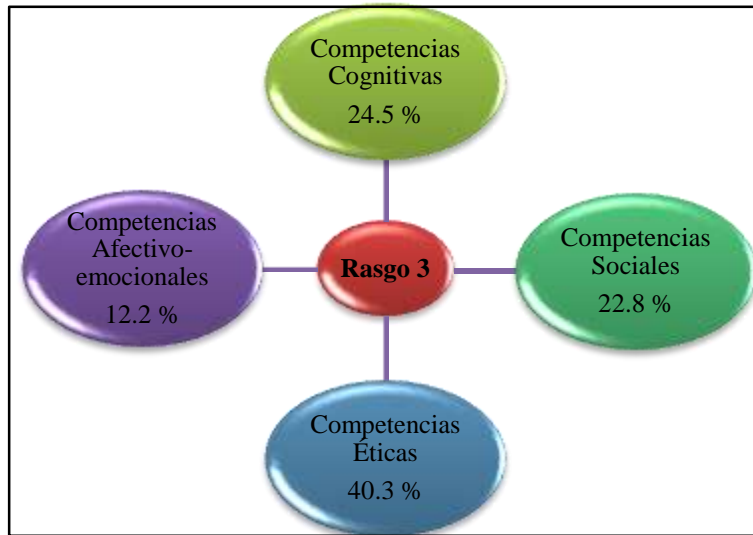 Competencias
Cognitivas
24.5 %
Competencias
Afectivo-
emocionales
12.2 %
Rasgo 3
Competencias
Sociales
22.8 %
Competencias
Éticas
40.3 %